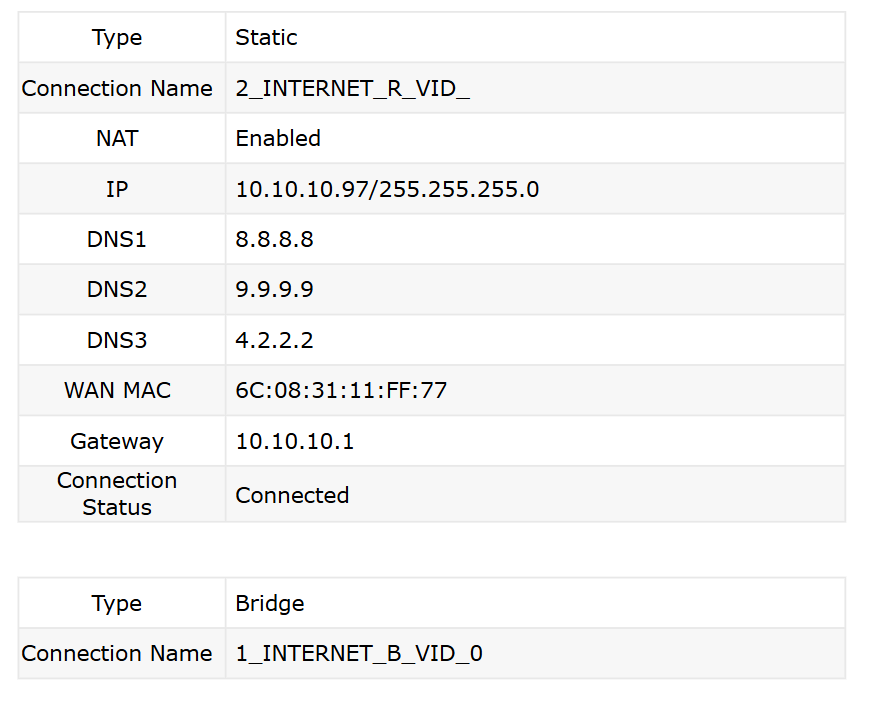 Type Static
Connection Name 2_INTERNET_R_VID_
NAT Enabled
IP 10.10.10.97/255.255.255.0
DNS1 8.8.8.8
DNS2 9.9.9.9
DNS3 4.2.2.2
WAN MAC 6C:08:31:11:FF:77
Gateway 10.10.10.1
Connection
Status Connected
Type Bridge
Connection Name 1_INTERNET_B_VID_0